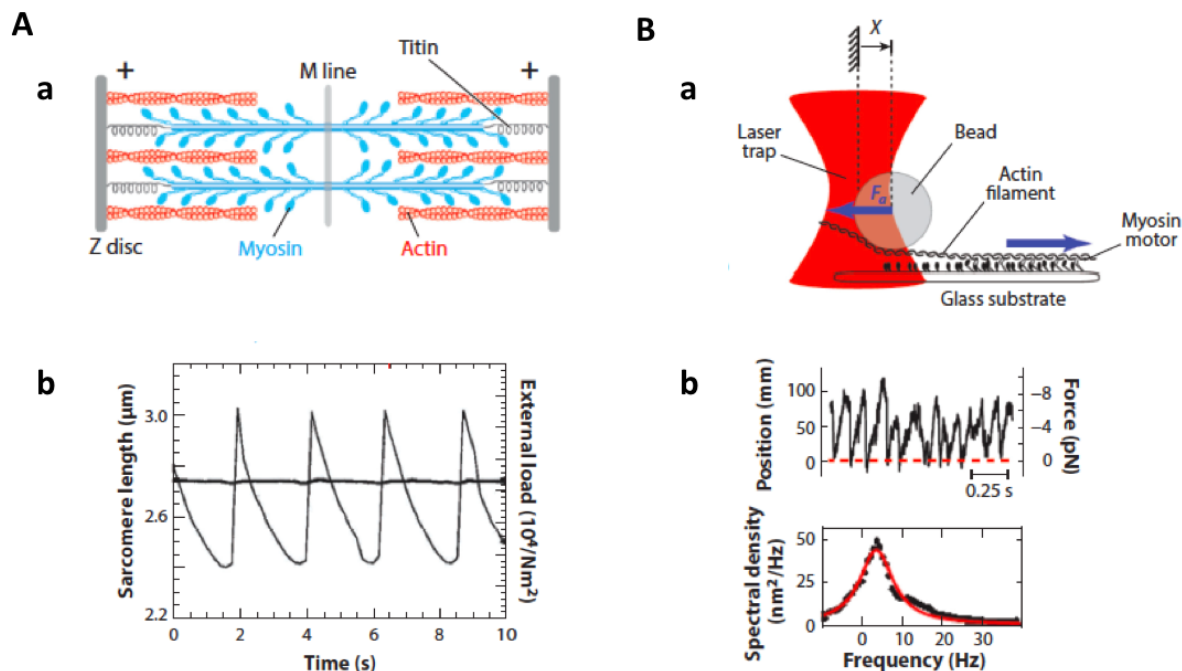 A
a
+
Titin
M line
+
Z disc
Myosin
Actin
b
Sarcomere length (µm)
3.0
2.6
2.2
External load (10⁴/Nm²)
0 2 4 6 8 10
Time (s)
B
a
X
Laser
trap
Bead
Fa
Actin
filament
Myosin
motor
Glass substrate
b
Position (mm)
100
50
0
−8
−4
0
Force (pN)
0.25 s
Spectral density
(nm²/Hz)
50
25
0
0 10 20 30
Frequency (Hz)